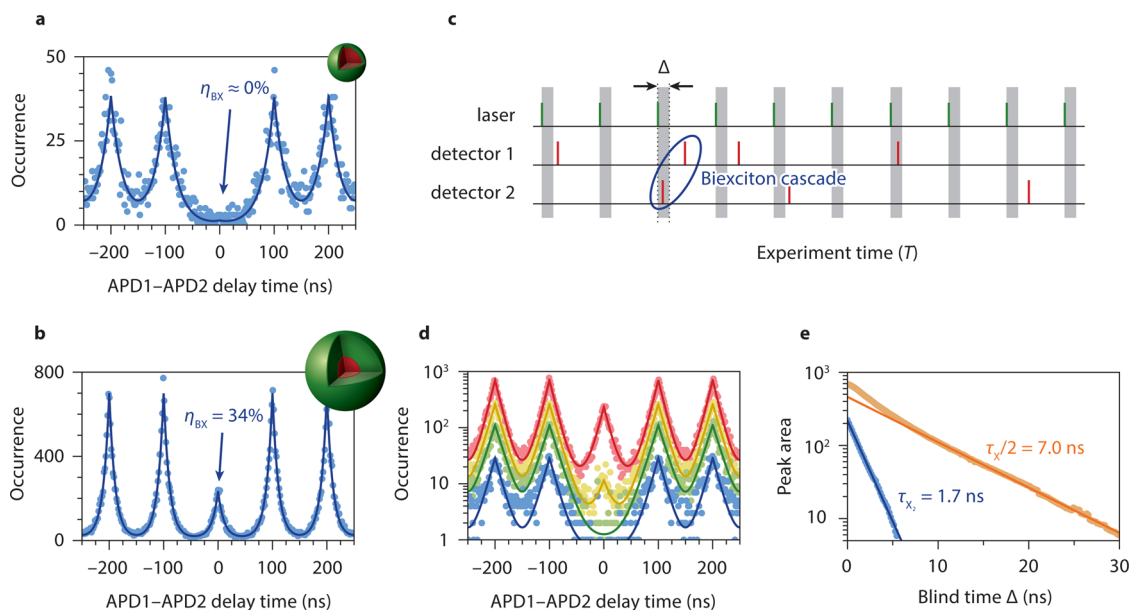 a
Occurrence
50
25
0
η_BX ≈ 0%
–200 –100 0 100 200
APD1–APD2 delay time (ns)
c
Δ
laser
detector 1
detector 2
Biexciton cascade
Experiment time (T)
b
Occurrence
800
400
0
η_BX = 34%
–200 –100 0 100 200
APD1–APD2 delay time (ns)
d
Occurrence
10³
10²
10
1
–200 –100 0 100 200
APD1–APD2 delay time (ns)
e
Peak area
10³
10²
10
τ_X/2 = 7.0 ns
τ_X₂ = 1.7 ns
0 10 20 30
Blind time Δ (ns)